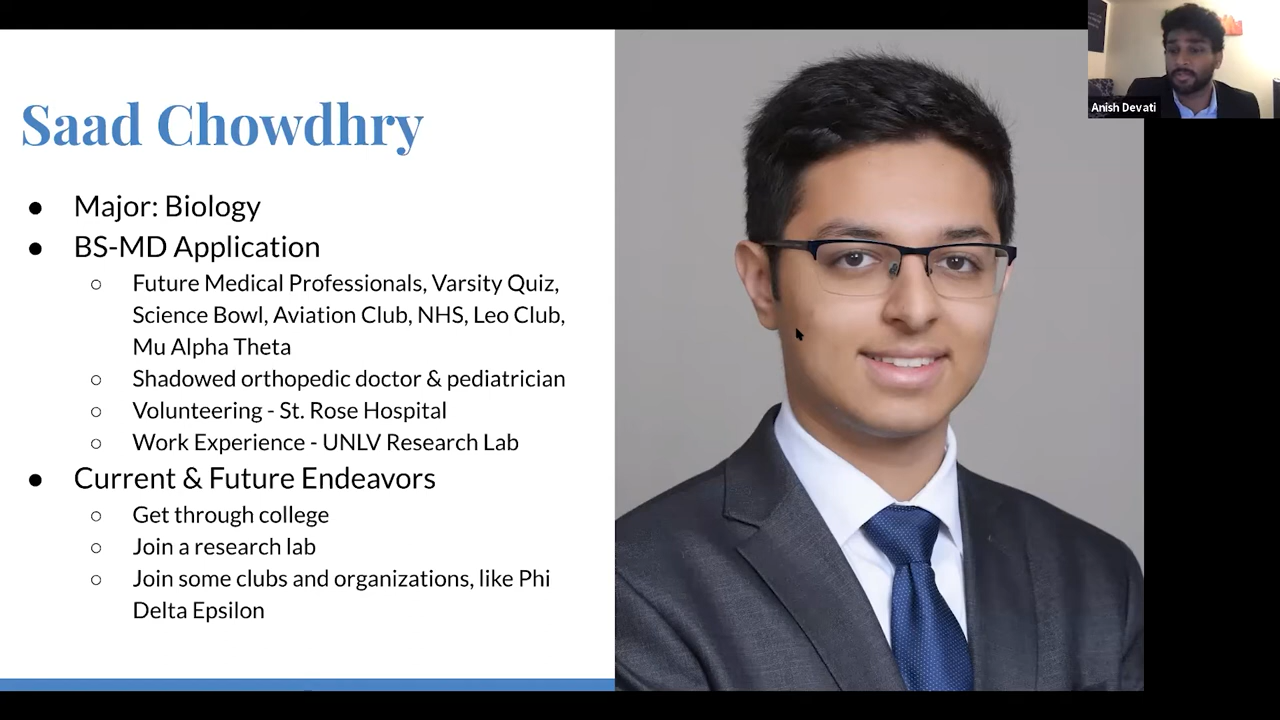 Saad Chowdhry
● Major: Biology
● BS-MD Application
○ Future Medical Professionals, Varsity Quiz,
Science Bowl, Aviation Club, NHS, Leo Club,
Mu Alpha Theta
○ Shadowed orthopedic doctor & pediatrician
○ Volunteering - St. Rose Hospital
○ Work Experience - UNLV Research Lab
● Current & Future Endeavors
○ Get through college
○ Join a research lab
○ Join some clubs and organizations, like Phi
Delta Epsilon
Anish Devati